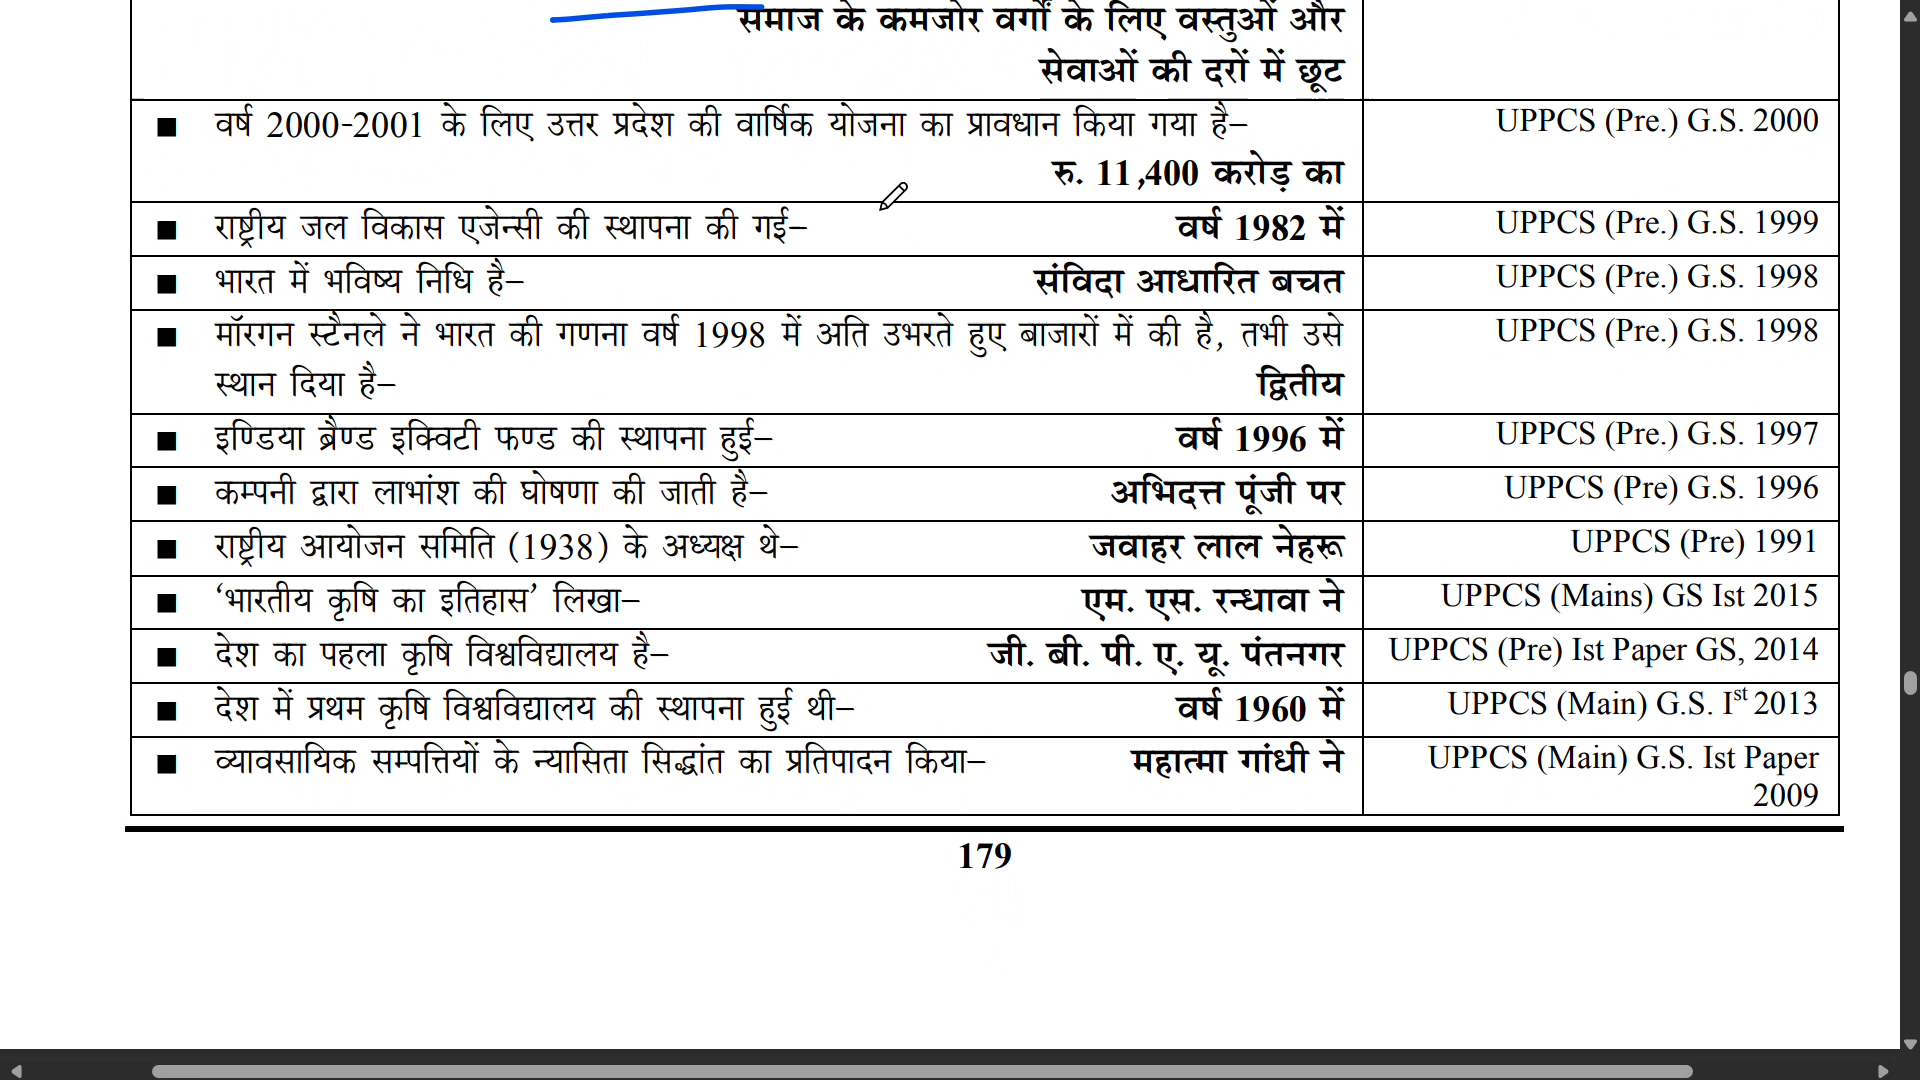 समाज के कमजोर वर्गों के लिए वस्तुओं और
सेवाओं की दरों में छूट
■ वर्ष 2000-2001 के लिए उत्तर प्रदेश की वार्षिक योजना का प्रावधान किया गया है– UPPCS (Pre.) G.S. 2000
रु. 11,400 करोड़ का
■ राष्ट्रीय जल विकास एजेन्सी की स्थापना की गई– वर्ष 1982 में UPPCS (Pre.) G.S. 1999
■ भारत में भविष्य निधि है– संविदा आधारित बचत UPPCS (Pre.) G.S. 1998
■ मॉरगन स्टैनले ने भारत की गणना वर्ष 1998 में अति उभरते हुए बाजारों में की है, तभी उसे UPPCS (Pre.) G.S. 1998
स्थान दिया है– द्वितीय
■ इण्डिया ब्रैण्ड इक्विटी फण्ड की स्थापना हुई– वर्ष 1996 में UPPCS (Pre.) G.S. 1997
■ कम्पनी द्वारा लाभांश की घोषणा की जाती है– अभिदत्त पूंजी पर UPPCS (Pre) G.S. 1996
■ राष्ट्रीय आयोजन समिति (1938) के अध्यक्ष थे– जवाहर लाल नेहरू UPPCS (Pre) 1991
■ ‘भारतीय कृषि का इतिहास’ लिखा– एम. एस. रन्धावा ने UPPCS (Mains) GS Ist 2015
■ देश का पहला कृषि विश्वविद्यालय है– जी. बी. पी. ए. यू. पंतनगर UPPCS (Pre) Ist Paper GS, 2014
■ देश में प्रथम कृषि विश्वविद्यालय की स्थापना हुई थी– वर्ष 1960 में UPPCS (Main) G.S. Ist 2013
■ व्यावसायिक सम्पत्तियों के न्यासिता सिद्धांत का प्रतिपादन किया– महात्मा गांधी ने UPPCS (Main) G.S. Ist Paper
2009
179